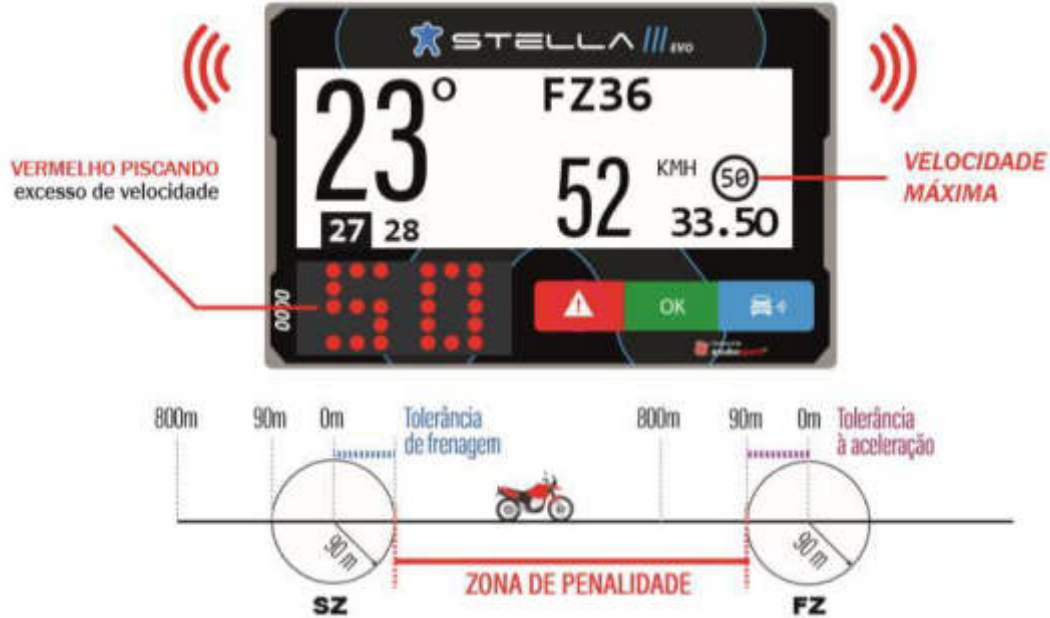 STELLA III EVO
23° FZ36
52 KMH 50
27 28 33.50
VERMELHO PISCANDO
excesso de velocidade
VELOCIDADE
MÁXIMA
50
OK
800m 90m 0m Tolerância
de frenagem
800m 90m 0m Tolerância
à aceleração
90 m
90 m
ZONA DE PENALIDADE
SZ
FZ